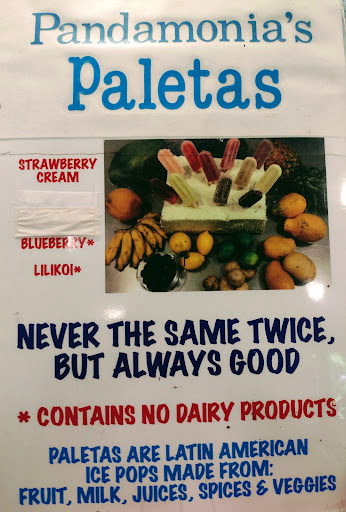 Pandamonia's
Paletas
STRAWBERRY
CREAM
BLUEBERRY*
LILIKOI*
NEVER THE SAME TWICE,
BUT ALWAYS GOOD
* CONTAINS NO DAIRY PRODUCTS
PALETAS ARE LATIN AMERICAN
ICE POPS MADE FROM:
FRUIT, MILK, JUICES, SPICES & VEGGIES